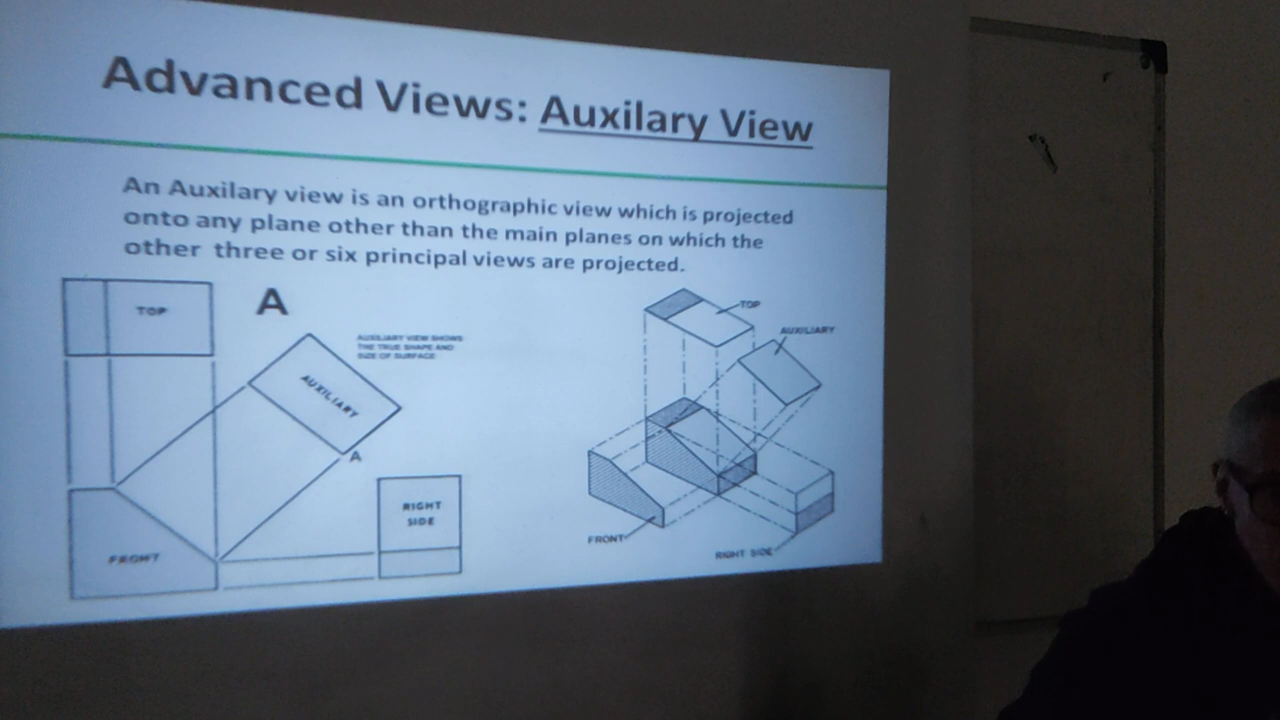 Advanced Views: Auxilary View
An Auxilary view is an orthographic view which is projected
onto any plane other than the main planes on which the
other three or six principal views are projected.
TOP
A
AUXILIARY VIEW SHOWS
THE TRUE SHAPE AND
SIZE OF SURFACE
AUXILIARY
A
RIGHT
SIDE
FRONT
TOP
AUXILIARY
FRONT
RIGHT SIDE